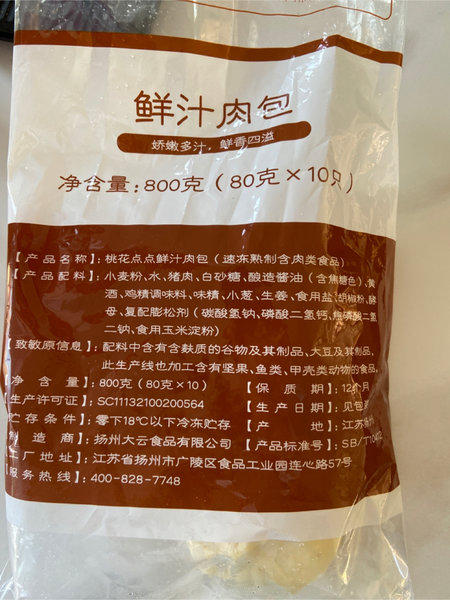 鲜汁肉包
娇嫩多汁，鲜香四溢
净含量：800克（80克×10只）
【产品名称】：桃花点点鲜汁肉包（速冻熟制含肉类食品）
【产品配料】：小麦粉、水、猪肉、白砂糖、酿造酱油（含焦糖色）、黄
酒、鸡精调味料、味精、小葱、生姜、食用盐、胡椒粉、酵
母、复配膨松剂（碳酸氢钠、磷酸二氢钙、焦磷酸二氢
二钠、食用玉米淀粉）
【致敏原信息】：配料中含有含麸质的谷物及其制品、大豆及其制品，
此生产线也加工含有坚果、鱼类、甲壳类动物的食品。
【净含量】：800克（80克×10）【保质期】：12个月
【生产许可证】：SC11132100200564【生产日期】：见包
【贮存条件】：零下18℃以下冷冻贮存【产地】：江苏
【制造商】：扬州大云食品有限公司【产品标准号】：SB/T
【工厂地址】：江苏省扬州市广陵区食品工业园连心路57号
【服务热线】：400-828-7748